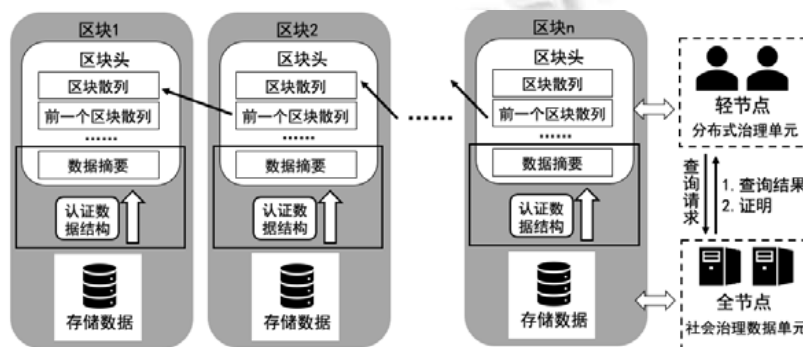 区块1
区块头
区块散列
前一个区块散列
······
数据摘要
认证数
据结构
存储数据
区块2
区块头
区块散列
前一个区块散列
······
数据摘要
认证数
据结构
存储数据
······
区块n
区块头
区块散列
前一个区块散列
······
数据摘要
认证数
据结构
存储数据
轻节点
分布式治理单元
查询请求
1. 查询结果
2. 证明
全节点
社会治理数据单元